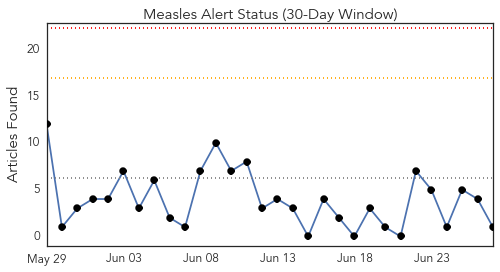 Measles Alert Status (30-Day Window)
Articles Found
20
15
10
5
0
May 29
Jun 03
Jun 08
Jun 13
Jun 18
Jun 23